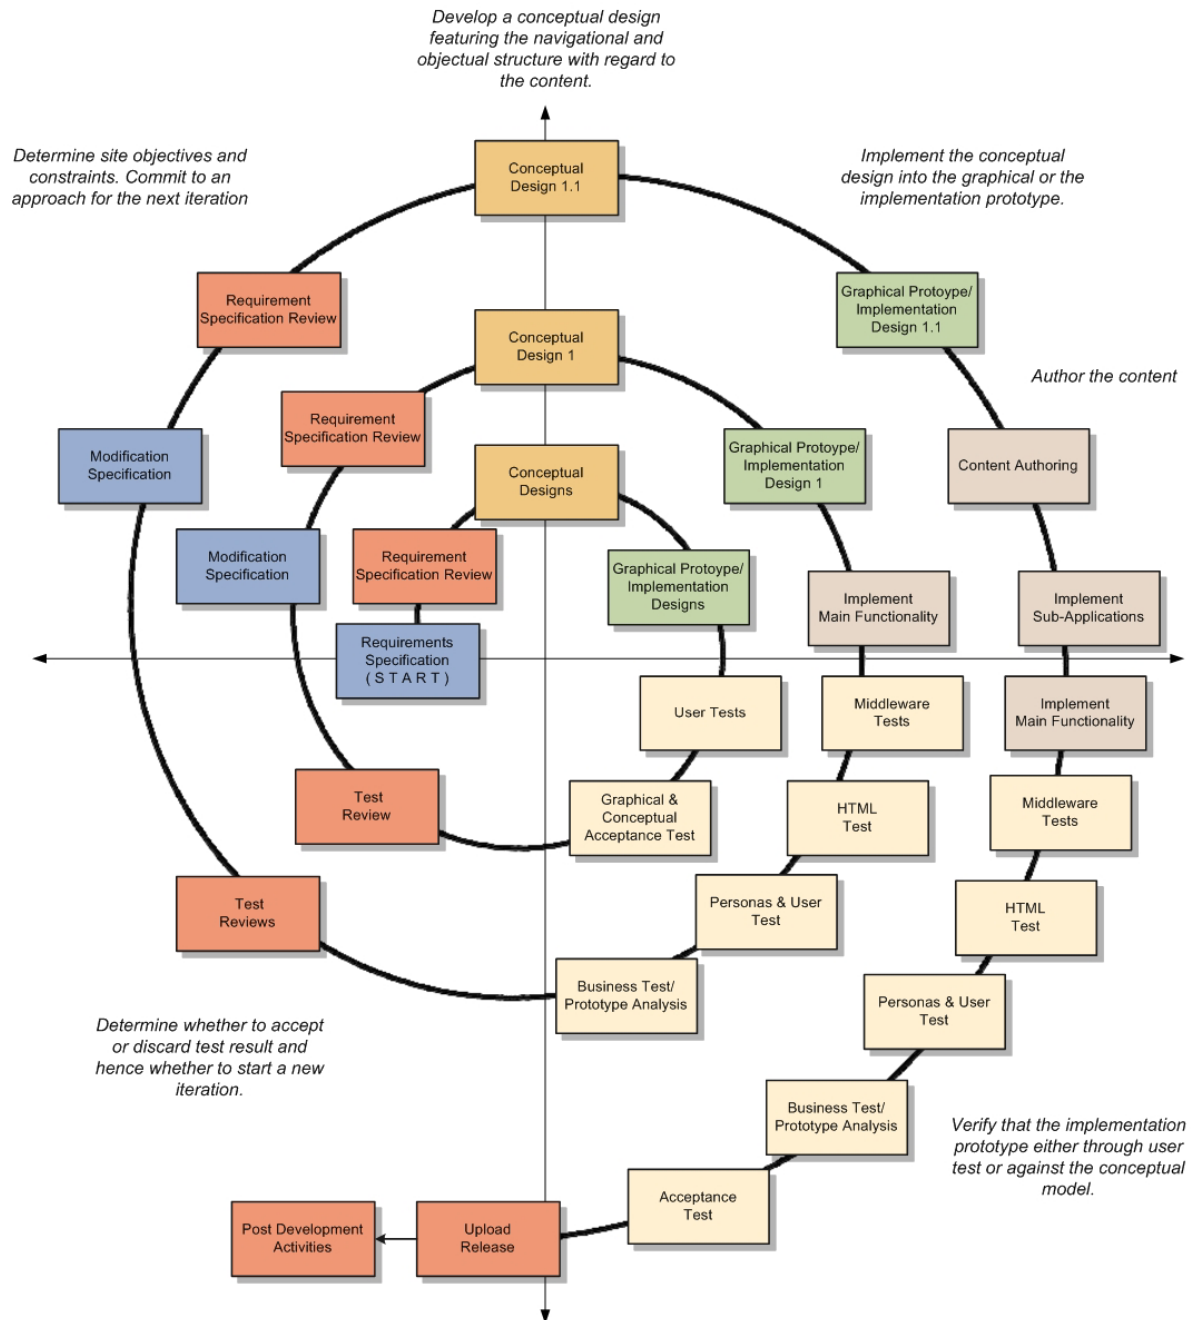 Develop a conceptual design
featuring the navigational and
objectual structure with regard to
the content.
Determine site objectives and
constraints. Commit to an
approach for the next iteration
Implement the conceptual
design into the graphical or the
implementation prototype.
Conceptual
Design 1.1
Requirement
Specification Review
Graphical Protoype/
Implementation
Design 1.1
Conceptual
Design 1
Author the content
Requirement
Specification Review
Modification
Specification
Graphical Protoype/
Implementation
Design 1
Content Authoring
Conceptual
Designs
Modification
Specification
Requirement
Specification Review
Graphical Protoype/
Implementation
Designs
Implement
Main Functionality
Implement
Sub-Applications
Requirements
Specification
( S T A R T )
User Tests
Middleware
Tests
Implement
Main Functionality
Test
Review
Graphical &
Conceptual
Acceptance Test
HTML
Test
Middleware
Tests
Test
Reviews
Personas & User
Test
HTML
Test
Business Test/
Prototype Analysis
Personas & User
Test
Determine whether to accept
or discard test result and
hence whether to start a new
iteration.
Business Test/
Prototype Analysis
Verify that the implementation
prototype either through user
test or against the conceptual
model.
Acceptance
Test
Post Development
Activities
Upload
Release